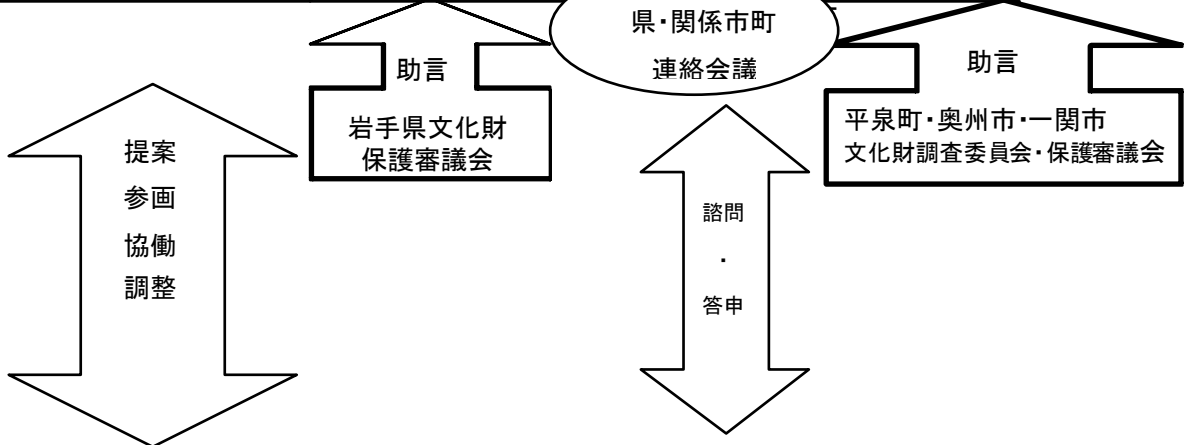 県・関係市町
連絡会議
助言
岩手県文化財
保護審議会
助言
平泉町・奥州市・一関市
文化財調査委員会・保護審議会
提案
参画
協働
調整
諮問
・
答申